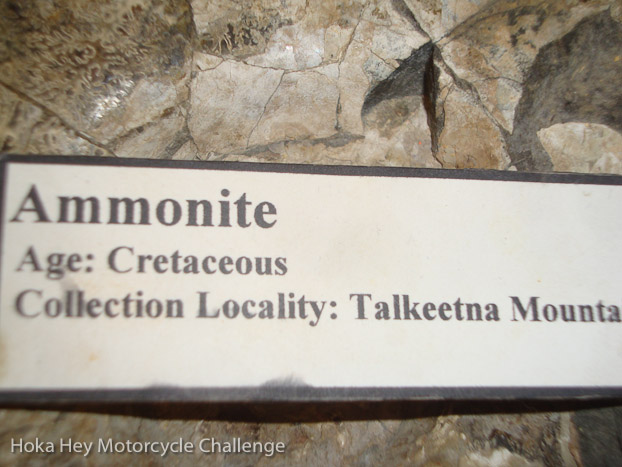 Ammonite
Age: Cretaceous
Collection Locality: Talkeetna Mounta
Hoka Hey Motorcycle Challenge